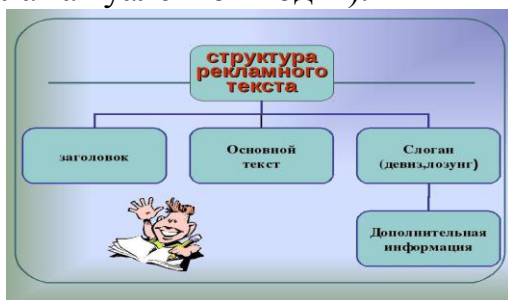 структура
рекламного
текста
заголовок
Основной
текст
Слоган
(девиз,лозунг)
Дополнительная
информация